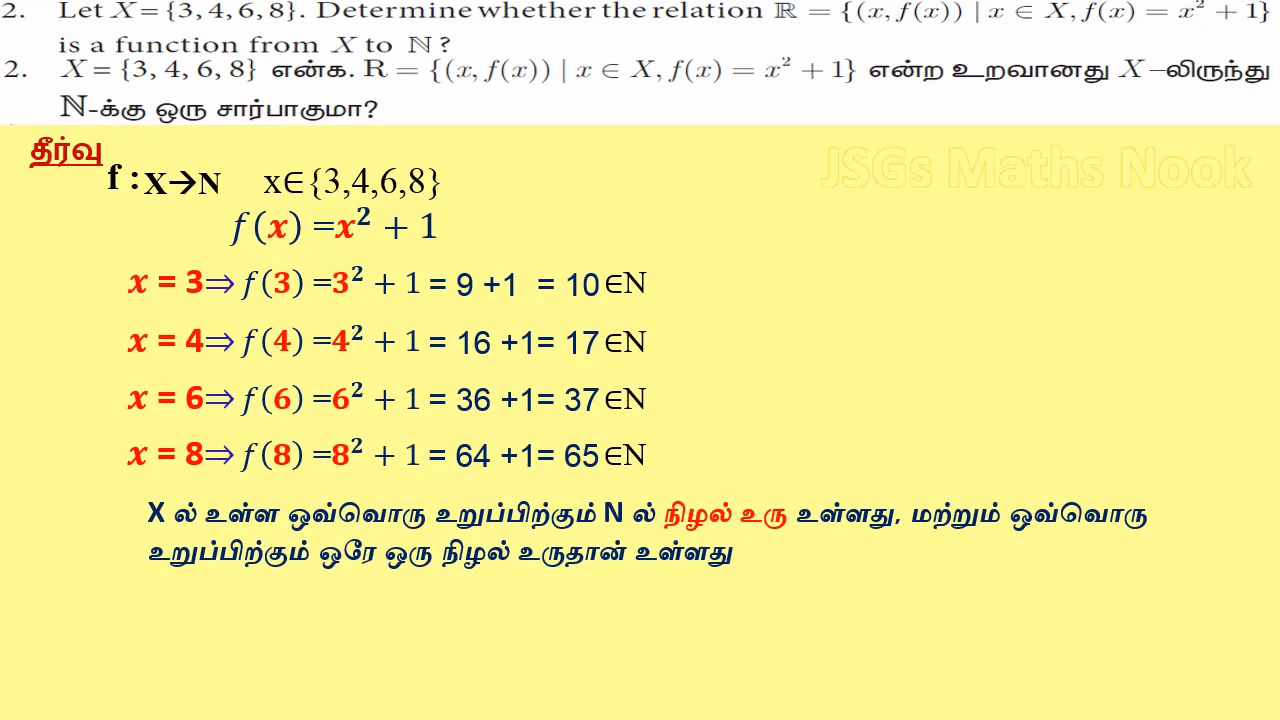 2. Let X = {3, 4, 6, 8}. Determine whether the relation ℝ = {(x, f(x)) | x ∈ X, f(x) = x² + 1}
is a function from X to ℕ ?
2. X = {3, 4, 6, 8} என்க. R = {(x, f(x)) | x ∈ X, f(x) = x² + 1} என்ற உறவானது X –லிருந்து
ℕ-க்கு ஒரு சார்பாகுமா?
தீர்வு
JSGs Maths Nook
f : X→N x∈{3,4,6,8}
f(x) =x² + 1
x = 3⇒ f(3) =3² + 1 = 9 +1 = 10 ∈N
x = 4⇒ f(4) =4² + 1 = 16 +1= 17 ∈N
x = 6⇒ f(6) =6² + 1 = 36 +1= 37 ∈N
x = 8⇒ f(8) =8² + 1 = 64 +1= 65 ∈N
X ல் உள்ள ஒவ்வொரு உறுப்பிற்கும் N ல் நிழல் உரு உள்ளது, மற்றும் ஒவ்வொரு
உறுப்பிற்கும் ஒரே ஒரு நிழல் உருதான் உள்ளது